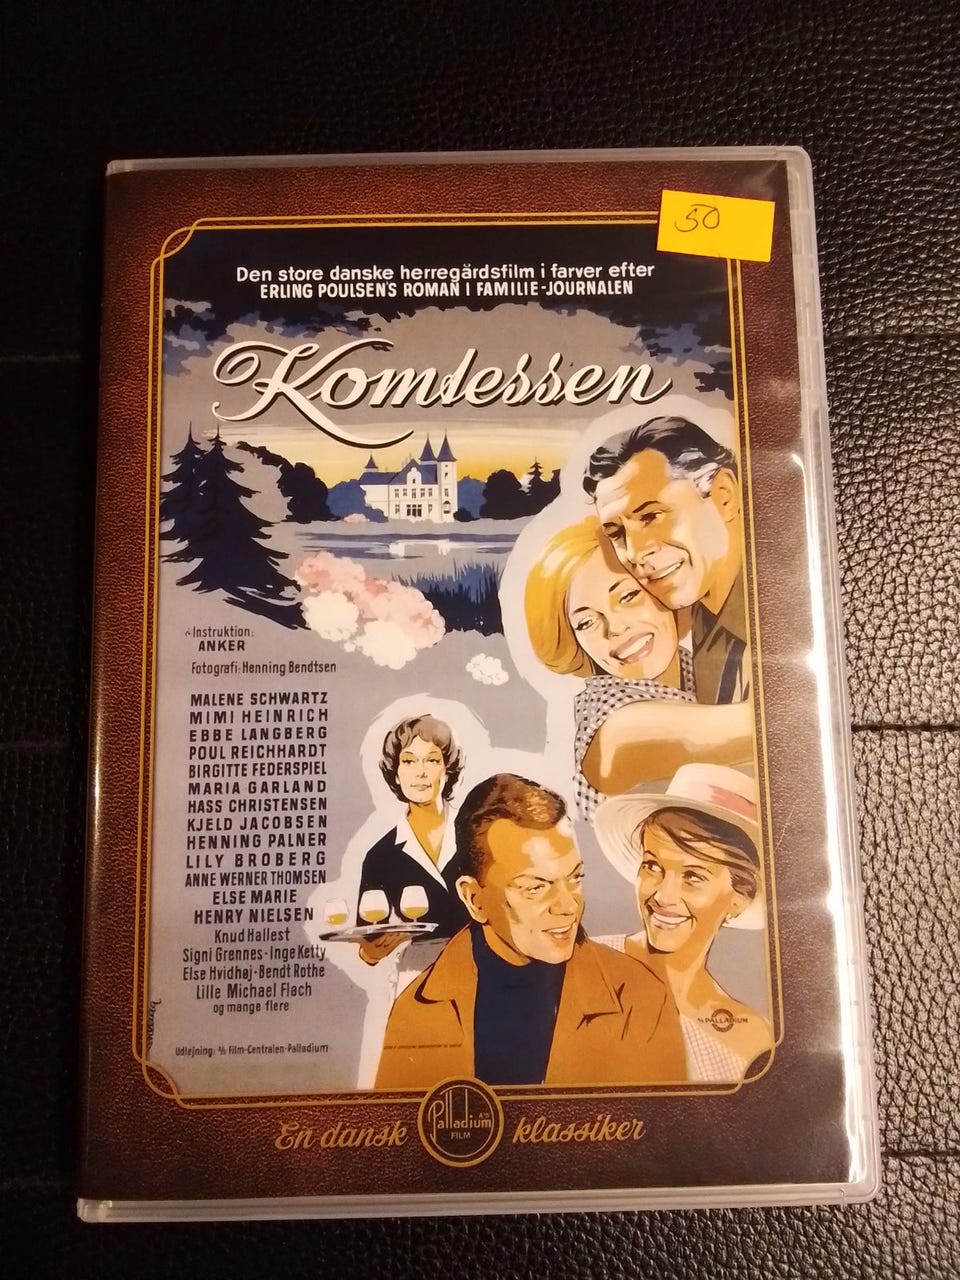 50
Den store danske herregårdsfilm i farver efter
ERLING POULSEN'S ROMAN I FAMILIE-JOURNALEN
Komtessen
Instruktion:
ANKER
Fotografi: Henning Bendtsen
MALENE SCHWARTZ
MIMI HEINRICH
EBBE LANGBERG
POUL REICHHARDT
BIRGITTE FEDERSPIEL
MARIA GARLAND
HASS CHRISTENSEN
KJELD JACOBSEN
HENNING PALNER
LILY BROBERG
ANNE WERNER THOMSEN
ELSE MARIE
HENRY NIELSEN
Knud Hallest
Signi Grennes - Inge Ketty
Else Hvidhøj - Bendt Rothe
Lille Michael Flach
og mange flere
Udlejning: A/S Film-Centralen-Palladium
A/S PALLADIUM
En dansk Palladium A/S FILM klassiker